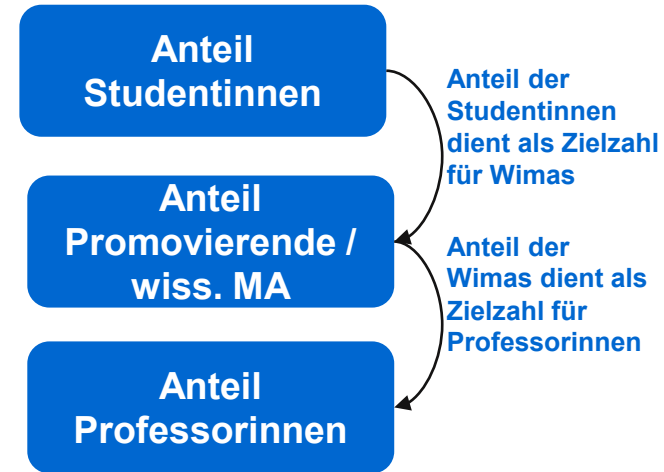 Anteil
Studentinnen
Anteil der
Studentinnen
dient als Zielzahl
für Wimas
Anteil
Promovierende /
wiss. MA
Anteil der
Wimas dient als
Zielzahl für
Professorinnen
Anteil
Professorinnen